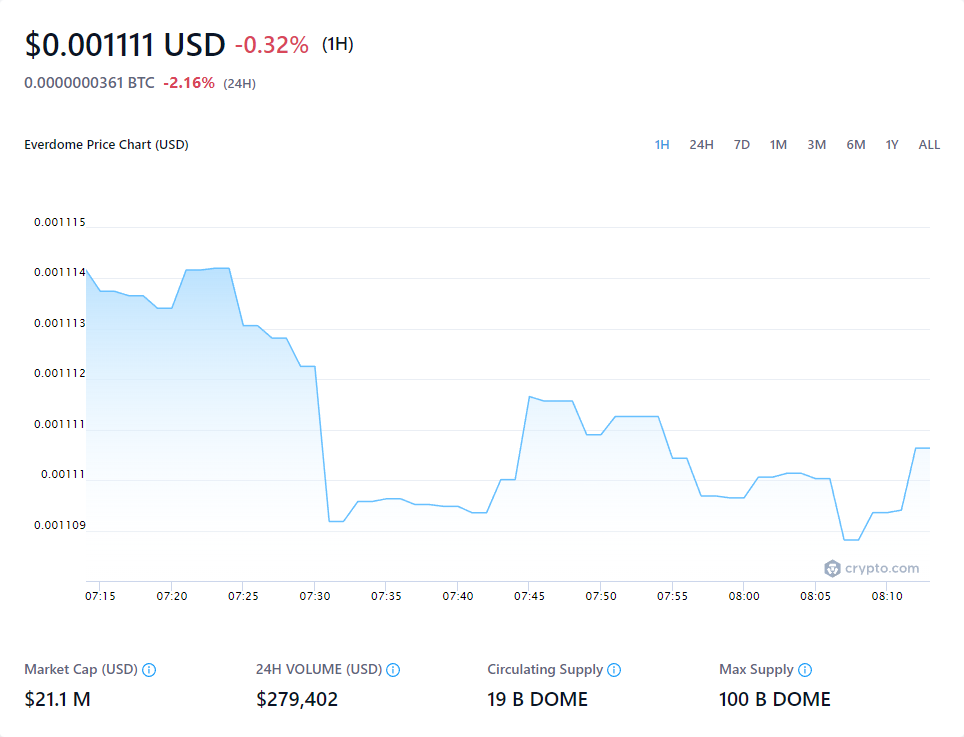 $0.001111 USD -0.32% (1H)
0.0000000361 BTC -2.16% (24H)
Everdome Price Chart (USD) 1H 24H 7D 1M 3M 6M 1Y ALL
0.001115
0.001114
0.001113
0.001112
0.001111
0.00111
0.001109
crypto.com
07:15 07:20 07:25 07:30 07:35 07:40 07:45 07:50 07:55 08:00 08:05 08:10
Market Cap (USD) 24H VOLUME (USD) Circulating Supply Max Supply
$21.1 M $279,402 19 B DOME 100 B DOME